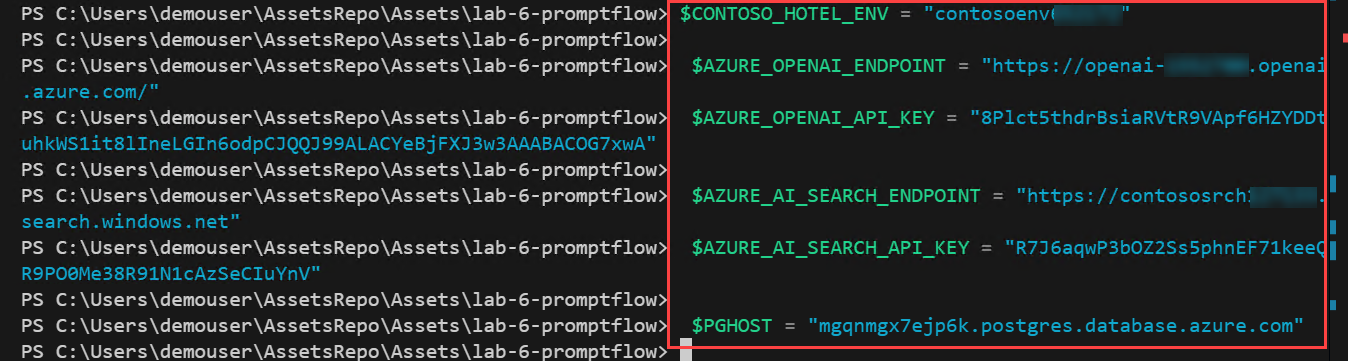 PS C:\Users\demouser\AssetsRepo\Assets\lab-6-promptflow> $CONTOSO_HOTEL_ENV = "contosoenv"
PS C:\Users\demouser\AssetsRepo\Assets\lab-6-promptflow>
PS C:\Users\demouser\AssetsRepo\Assets\lab-6-promptflow> $AZURE_OPENAI_ENDPOINT = "https://openai-.openai
.azure.com/"
PS C:\Users\demouser\AssetsRepo\Assets\lab-6-promptflow> $AZURE_OPENAI_API_KEY = "8Plct5thdrBsiaRVtR9VApf6HZYDDt
uhkWS1it8lIneLGIn6odpCJQQJ99ALACYeBjFXJ3w3AAABACOG7xwA"
PS C:\Users\demouser\AssetsRepo\Assets\lab-6-promptflow>
PS C:\Users\demouser\AssetsRepo\Assets\lab-6-promptflow> $AZURE_AI_SEARCH_ENDPOINT = "https://contososrch.
search.windows.net"
PS C:\Users\demouser\AssetsRepo\Assets\lab-6-promptflow> $AZURE_AI_SEARCH_API_KEY = "R7J6aqwP3bOZ2Ss5phnEF71keeQ
R9PO0Me38R91N1cAzSeCIuYnV"
PS C:\Users\demouser\AssetsRepo\Assets\lab-6-promptflow>
PS C:\Users\demouser\AssetsRepo\Assets\lab-6-promptflow> $PGHOST = "mgqnmgx7ejp6k.postgres.database.azure.com"
PS C:\Users\demouser\AssetsRepo\Assets\lab-6-promptflow>